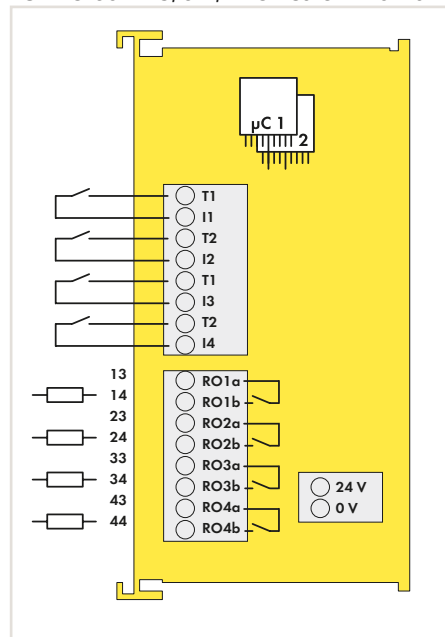 µC 1
2
T1
I1
T2
I2
T1
I3
T2
I4
13
14
23
24
33
34
43
44
RO1a
RO1b
RO2a
RO2b
RO3a
RO3b
RO4a
RO4b
24 V
0 V